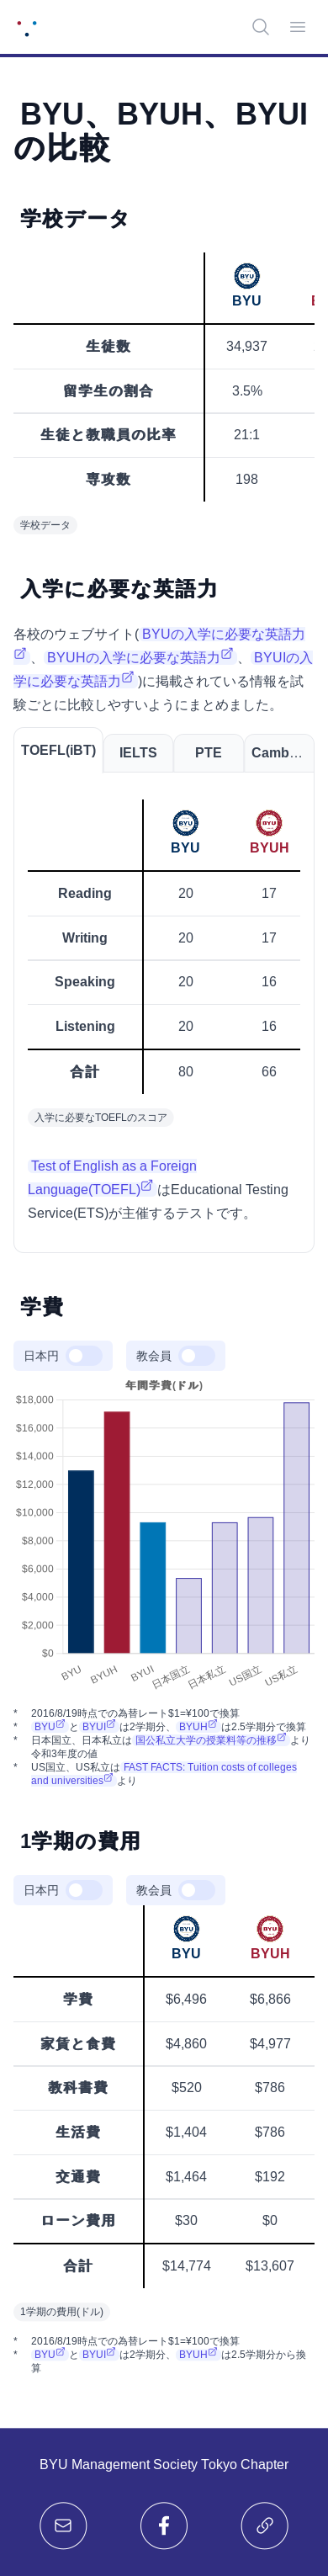 BYU、BYUH、BYUI
の比較
学校データ
BYU
生徒数 34,937
留学生の割合 3.5%
生徒と教職員の比率 21:1
専攻数 198
学校データ
入学に必要な英語力
各校のウェブサイト( BYUの入学に必要な英語力
、 BYUHの入学に必要な英語力 、 BYUIの入
学に必要な英語力 )に掲載されている情報を試
験ごとに比較しやすいようにまとめました。
TOEFL(iBT) IELTS PTE Camb…
BYU BYUH
Reading 20 17
Writing 20 17
Speaking 20 16
Listening 20 16
合計 80 66
入学に必要なTOEFLのスコア
Test of English as a Foreign
Language(TOEFL) はEducational Testing
Service(ETS)が主催するテストです。
学費
日本円 教会員
年間学費(ドル)
$18,000
$16,000
$14,000
$12,000
$10,000
$8,000
$6,000
$4,000
$2,000
$0
BYU BYUH BYUI 日本国立 日本私立 US国立 US私立
* 2016/8/19時点での為替レート$1=¥100で換算
* BYU と BYUI は2学期分、 BYUH は2.5学期分で換算
* 日本国立、日本私立は 国公私立大学の授業料等の推移 より
令和3年度の値
* US国立、US私立は FAST FACTS: Tuition costs of colleges
and universities より
1学期の費用
日本円 教会員
BYU BYUH
学費 $6,496 $6,866
家賃と食費 $4,860 $4,977
教科書費 $520 $786
生活費 $1,404 $786
交通費 $1,464 $192
ローン費用 $30 $0
合計 $14,774 $13,607
1学期の費用(ドル)
* 2016/8/19時点での為替レート$1=¥100で換算
* BYU と BYUI は2学期分、 BYUH は2.5学期分から換
算
BYU Management Society Tokyo Chapter